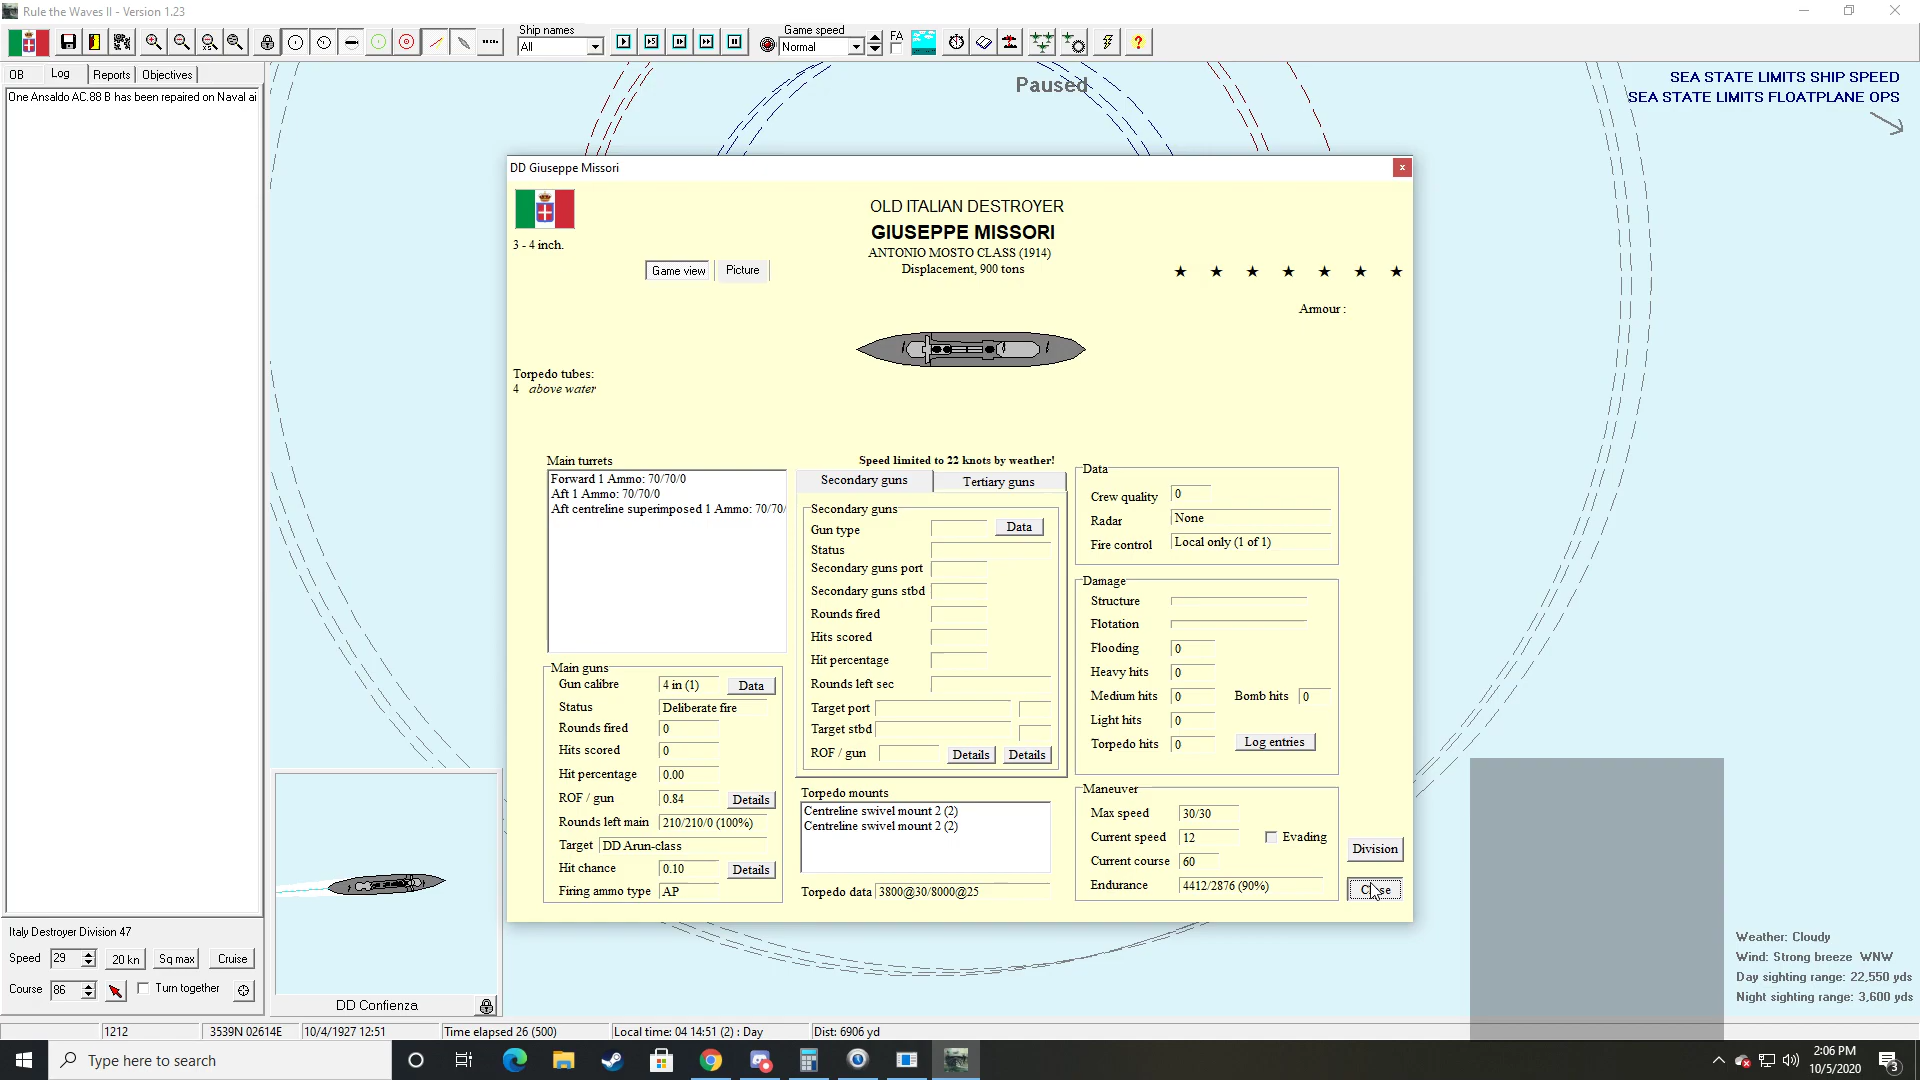 Rule the Waves II - Version 1.23
Ship names
All
Game speed
Normal
FA
OB
Log
Reports
Objectives
One Ansaldo AC.88 B has been repaired on Naval ai
Paused
SEA STATE LIMITS SHIP SPEED
SEA STATE LIMITS FLOATPLANE OPS
DD Giuseppe Missori
x
3 - 4 inch.
Game view
Picture
OLD ITALIAN DESTROYER
GIUSEPPE MISSORI
ANTONIO MOSTO CLASS (1914)
Displacement, 900 tons
★ ★ ★ ★ ★ ★ ★
Armour :
Torpedo tubes:
4 above water
Main turrets
Forward 1 Ammo: 70/70/0
Aft 1 Ammo: 70/70/0
Aft centreline superimposed 1 Ammo: 70/70/
Main guns
Gun calibre 4 in (1) Data
Status Deliberate fire
Rounds fired 0
Hits scored 0
Hit percentage 0.00
ROF / gun 0.84 Details
Rounds left main 210/210/0 (100%)
Target DD Arun-class
Hit chance 0.10 Details
Firing ammo type AP
Speed limited to 22 knots by weather!
Secondary guns
Tertiary guns
Secondary guns
Gun type Data
Status
Secondary guns port
Secondary guns stbd
Rounds fired
Hits scored
Hit percentage
Rounds left sec
Target port
Target stbd
ROF / gun Details Details
Torpedo mounts
Centreline swivel mount 2 (2)
Centreline swivel mount 2 (2)
Torpedo data 3800@30/8000@25
Data
Crew quality 0
Radar None
Fire control Local only (1 of 1)
Damage
Structure
Flotation
Flooding 0
Heavy hits 0
Medium hits 0 Bomb hits 0
Light hits 0
Torpedo hits 0 Log entries
Maneuver
Max speed 30/30
Current speed 12 Evading
Current course 60
Endurance 4412/2876 (90%)
Division
Italy Destroyer Division 47
Speed 29 20 kn Sq max Cruise
Course 86 Turn together
DD Confienza
Weather: Cloudy
Wind: Strong breeze WNW
Day sighting range: 22,550 yds
Night sighting range: 3,600 yds
1212
3539N 02614E
10/4/1927 12:51
Time elapsed 26 (500)
Local time: 04 14:51 (2) : Day
Dist: 6906 yd
Type here to search
2:06 PM
10/5/2020
3